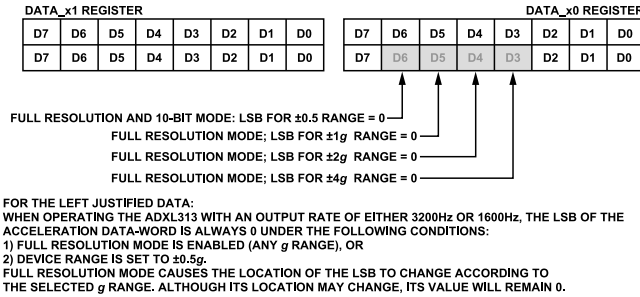 DATA_x1 REGISTER
DATA_x0 REGISTER
D7 D6 D5 D4 D3 D2 D1 D0 D7 D6 D5 D4 D3 D2 D1 D0
D7 D6 D5 D4 D3 D2 D1 D0 D7 D6 D5 D4 D3 D2 D1 D0
FULL RESOLUTION AND 10-BIT MODE: LSB FOR ±0.5 RANGE = 0
FULL RESOLUTION MODE; LSB FOR ±1g RANGE = 0
FULL RESOLUTION MODE; LSB FOR ±2g RANGE = 0
FULL RESOLUTION MODE; LSB FOR ±4g RANGE = 0
FOR THE LEFT JUSTIFIED DATA:
WHEN OPERATING THE ADXL313 WITH AN OUTPUT RATE OF EITHER 3200Hz OR 1600Hz, THE LSB OF THE
ACCELERATION DATA-WORD IS ALWAYS 0 UNDER THE FOLLOWING CONDITIONS:
1) FULL RESOLUTION MODE IS ENABLED (ANY g RANGE), OR
2) DEVICE RANGE IS SET TO ±0.5g.
FULL RESOLUTION MODE CAUSES THE LOCATION OF THE LSB TO CHANGE ACCORDING TO
THE SELECTED g RANGE. ALTHOUGH ITS LOCATION MAY CHANGE, ITS VALUE WILL REMAIN 0.